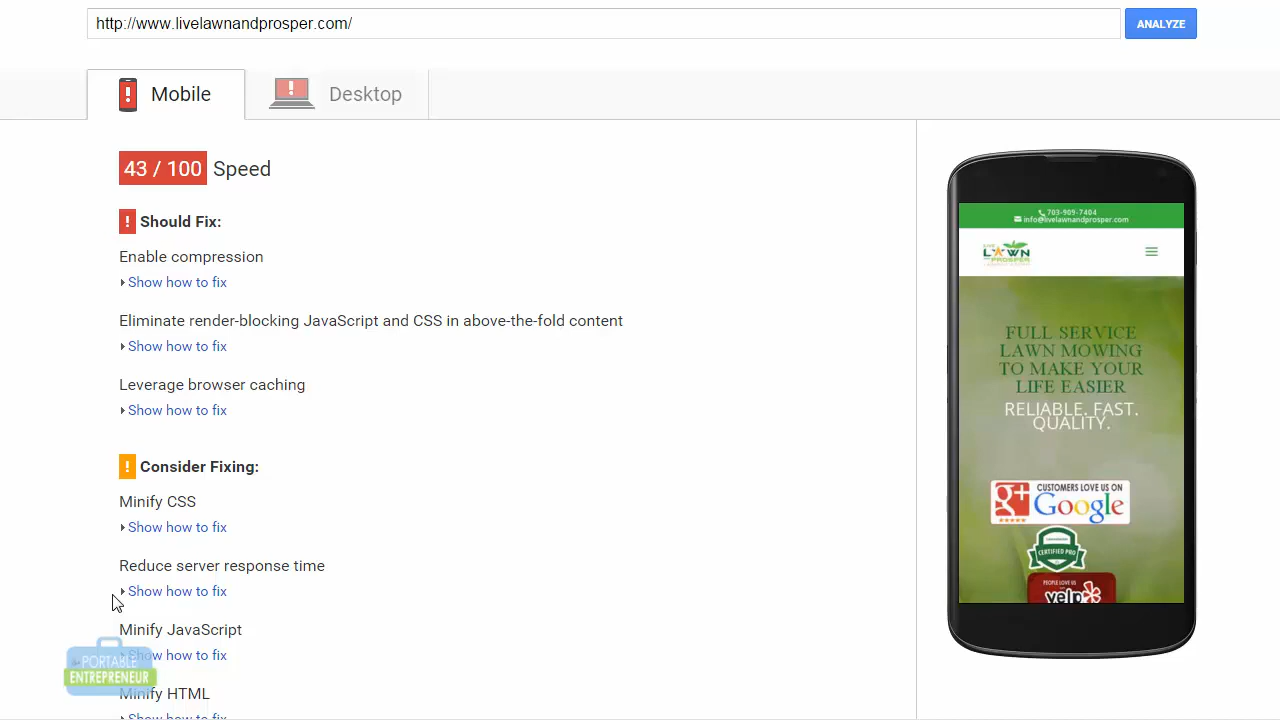 http://www.livelawnandprosper.com/
ANALYZE
Mobile
Desktop
43 / 100 Speed
Should Fix:
Enable compression
Show how to fix
Eliminate render-blocking JavaScript and CSS in above-the-fold content
Show how to fix
Leverage browser caching
Show how to fix
Consider Fixing:
Minify CSS
Show how to fix
Reduce server response time
Show how to fix
Minify JavaScript
Show how to fix
Minify HTML
Show how to fix
PORTABLE
ENTREPRENEUR
703-909-7404
info@livelawnandprosper.com
LIVE
LAWN
PROSPER
FULL SERVICE
LAWN MOWING
TO MAKE YOUR
LIFE EASIER
RELIABLE. FAST.
QUALITY.
g+
CUSTOMERS LOVE US ON
Google
CERTIFIED PRO
PEOPLE LOVE US
yelp